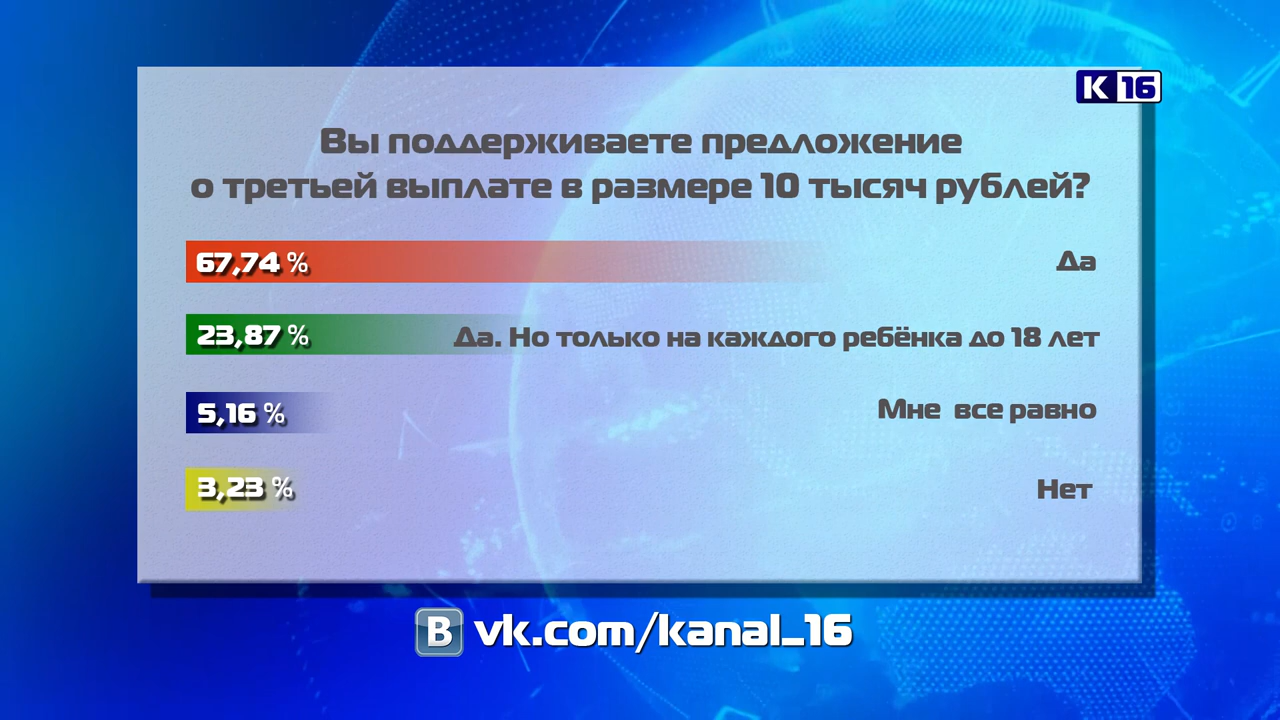 К 16
Вы поддерживаете предложение
о третьей выплате в размере 10 тысяч рублей?
67,74 % Да
23,87 % Да. Но только на каждого ребёнка до 18 лет
5,16 % Мне все равно
3,23 % Нет
В vk.com/kanal_16